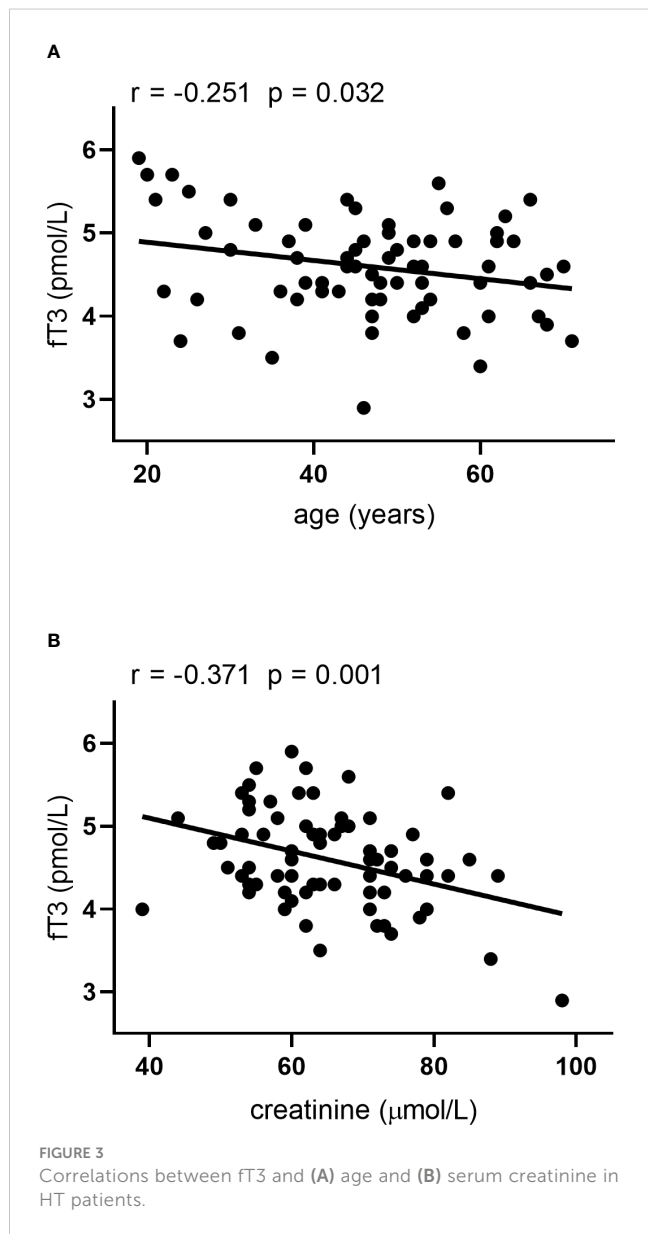 A
r = -0.251 p = 0.032
6
5
4
3
fT3 (pmol/L)
20 40 60
age (years)
B
r = -0.371 p = 0.001
6
5
4
3
fT3 (pmol/L)
40 60 80 100
creatinine (μmol/L)
FIGURE 3
Correlations between fT3 and (A) age and (B) serum creatinine in
HT patients.